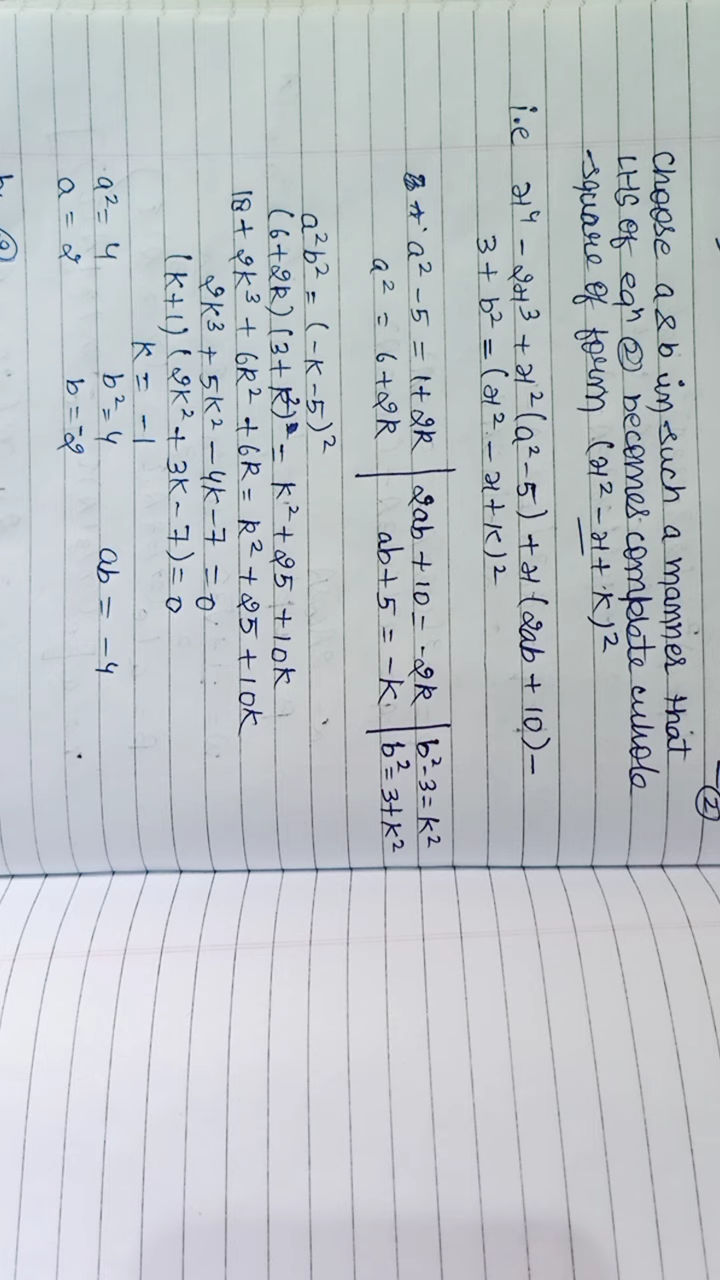 — ②
Choose a & b in such a manner that
LHS of eqⁿ ② becomes complete whole
-square of form (x² - x + k)²
i.e x⁴ - 2x³ + x²(a² - 5) + x(2ab + 10) -
3 + b² = (x² - x + k)²
a² - 5 = 1 + 2k | 2ab + 10 = -2k | b² - 3 = k²
a² = 6 + 2k | ab + 5 = -k | b² = 3 + k²
a²b² = (-k - 5)²
(6 + 2k)(3 + k²) = k² + 25 + 10k
18 + 2k³ + 6k² + 6k = k² + 25 + 10k
2k³ + 5k² - 4k - 7 = 0
(k + 1)(2k² + 3k - 7) = 0
k = -1
a² = 4 b² = 4 ab = -4
a = 2 b = -2